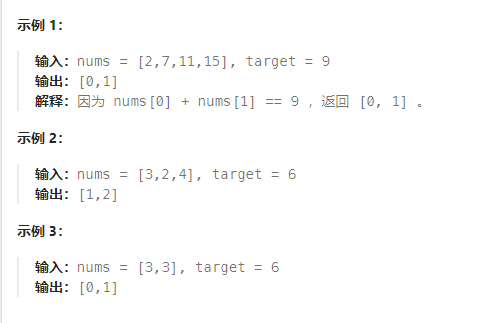 示例 1：
输入：nums = [2,7,11,15], target = 9
输出：[0,1]
解释：因为 nums[0] + nums[1] == 9 ，返回 [0, 1] 。
示例 2：
输入：nums = [3,2,4], target = 6
输出：[1,2]
示例 3：
输入：nums = [3,3], target = 6
输出：[0,1]